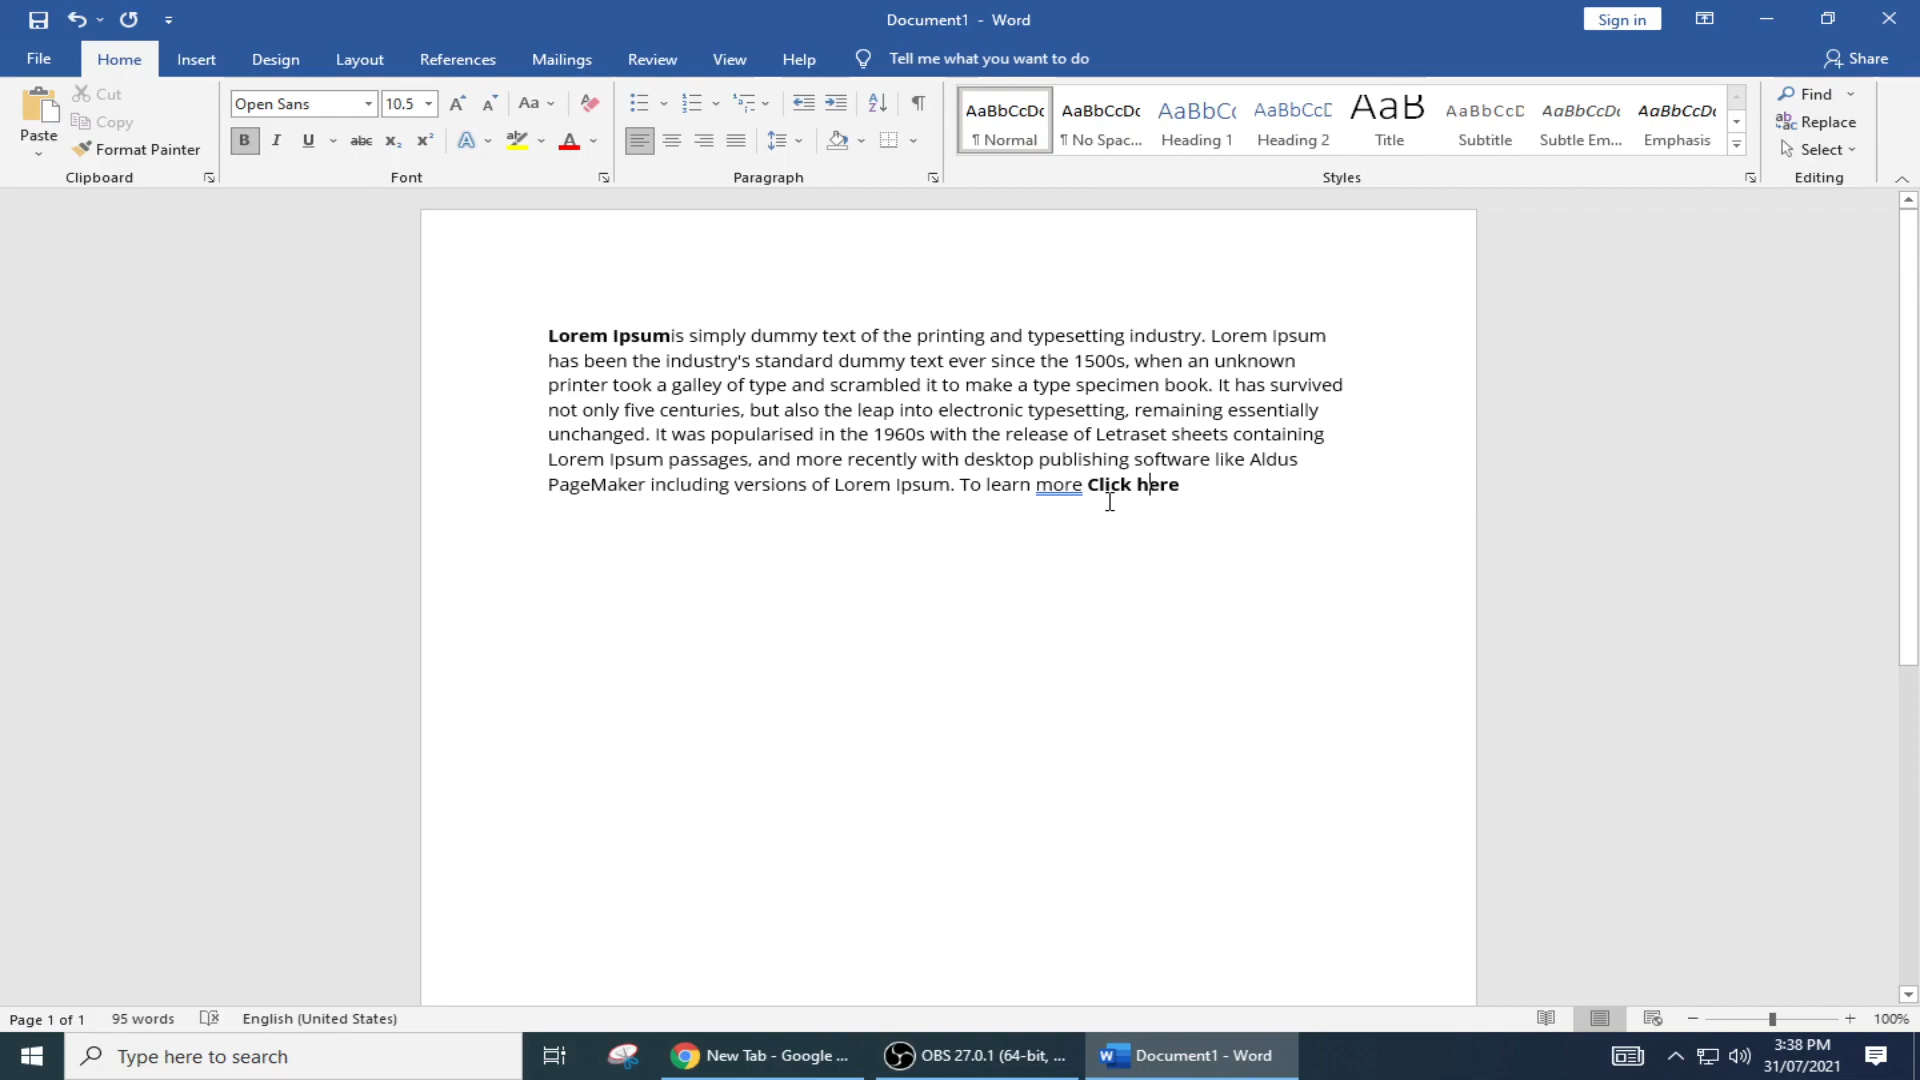 Document1 - Word
Sign in
File Home Insert Design Layout References Mailings Review View Help Tell me what you want to do Share
Paste
Cut
Copy
Format Painter
Clipboard
Open Sans 10.5 Aa
B I U abc x₂ x² A A
Font
Paragraph
AaBbCcDc AaBbCcDc AaBbC( AaBbCcE AaB AaBbCcD AaBbCcDt AaBbCcDt
¶ Normal ¶ No Spac... Heading 1 Heading 2 Title Subtitle Subtle Em... Emphasis
Styles
Find
Replace
Select
Editing
Lorem Ipsumis simply dummy text of the printing and typesetting industry. Lorem Ipsum
has been the industry's standard dummy text ever since the 1500s, when an unknown
printer took a galley of type and scrambled it to make a type specimen book. It has survived
not only five centuries, but also the leap into electronic typesetting, remaining essentially
unchanged. It was popularised in the 1960s with the release of Letraset sheets containing
Lorem Ipsum passages, and more recently with desktop publishing software like Aldus
PageMaker including versions of Lorem Ipsum. To learn more Click here
Page 1 of 1 95 words English (United States) 100%
Type here to search
New Tab - Google ...
OBS 27.0.1 (64-bit, ...
Document1 - Word
3:38 PM
31/07/2021